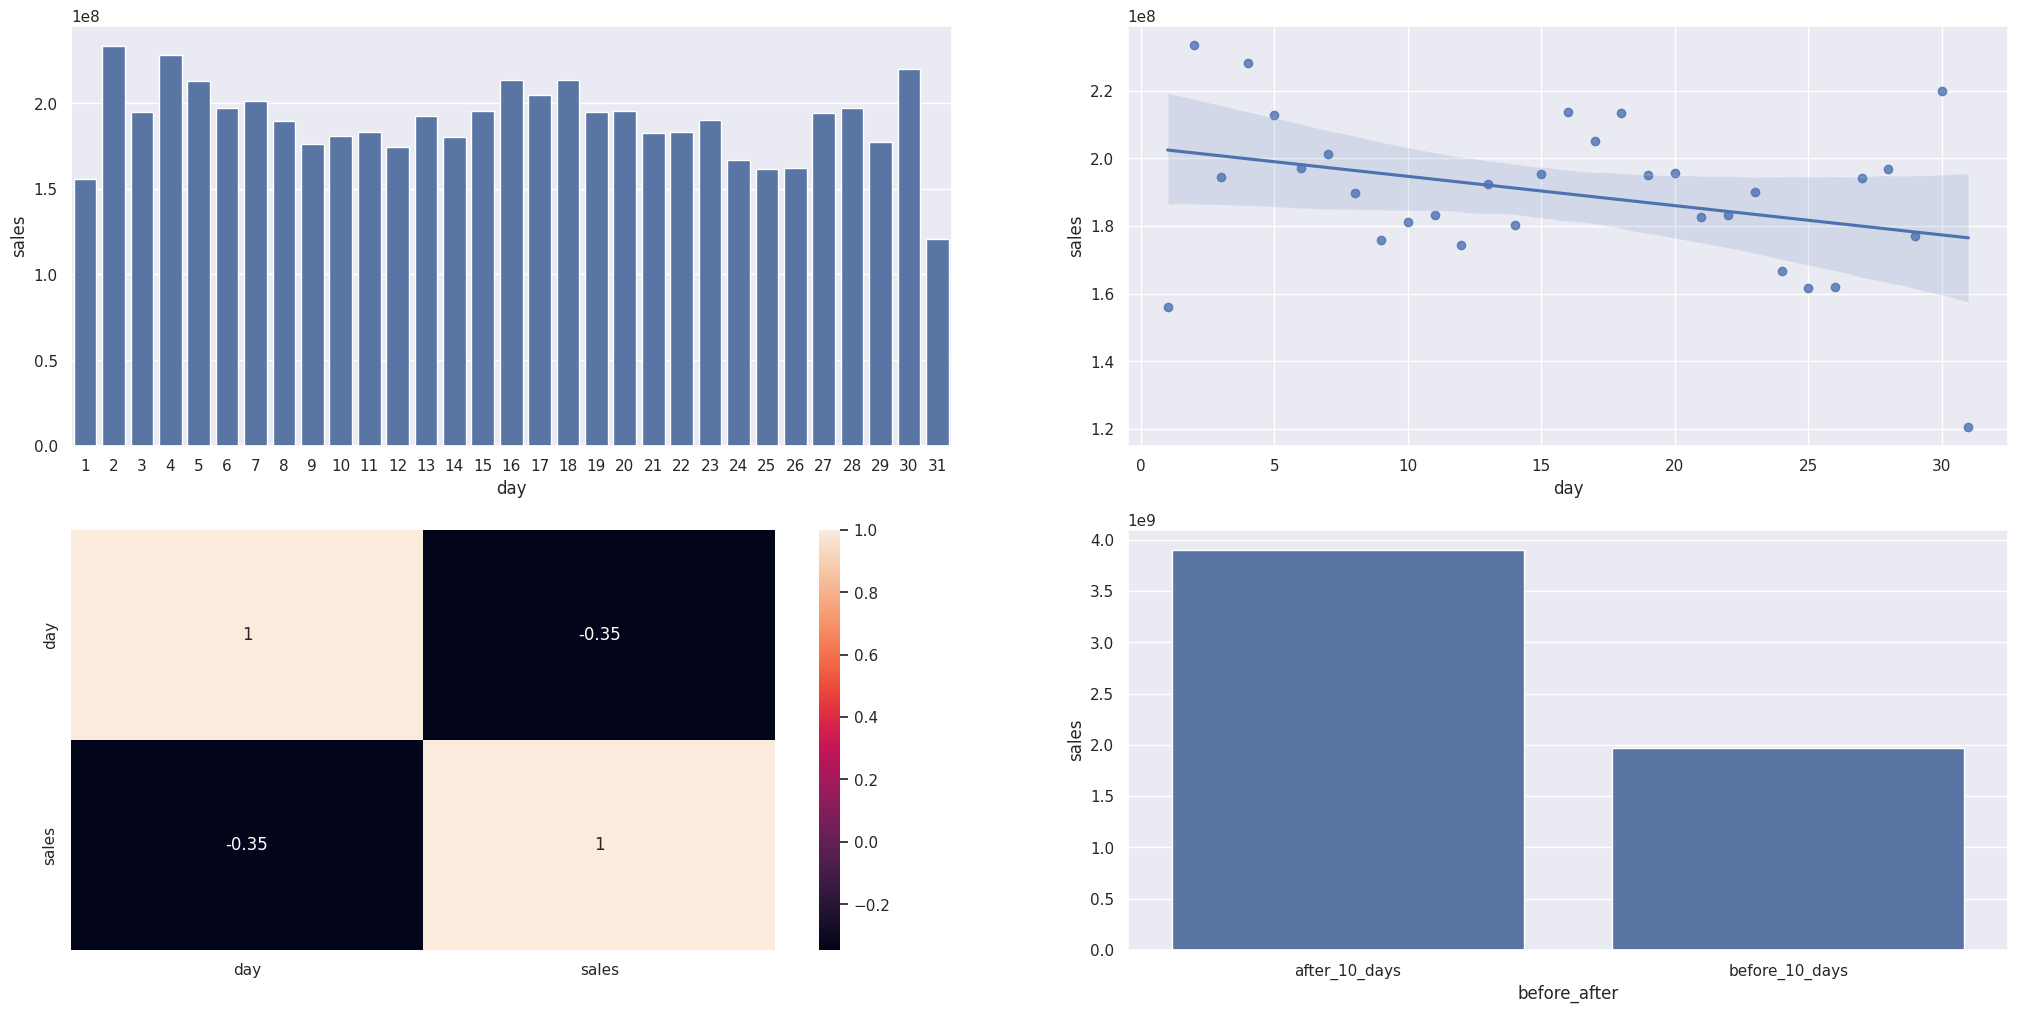 1e8
2.0
1.5
1.0
0.5
0.0
sales
1 2 3 4 5 6 7 8 9 10 11 12 13 14 15 16 17 18 19 20 21 22 23 24 25 26 27 28 29 30 31
day
1e8
2.2
2.0
1.8
1.6
1.4
1.2
sales
0 5 10 15 20 25 30
day
day
sales
1 -0.35
-0.35 1
day sales
1.0
0.8
0.6
0.4
0.2
0.0
−0.2
1e9
4.0
3.5
3.0
2.5
2.0
1.5
1.0
0.5
0.0
sales
after_10_days before_10_days
before_after